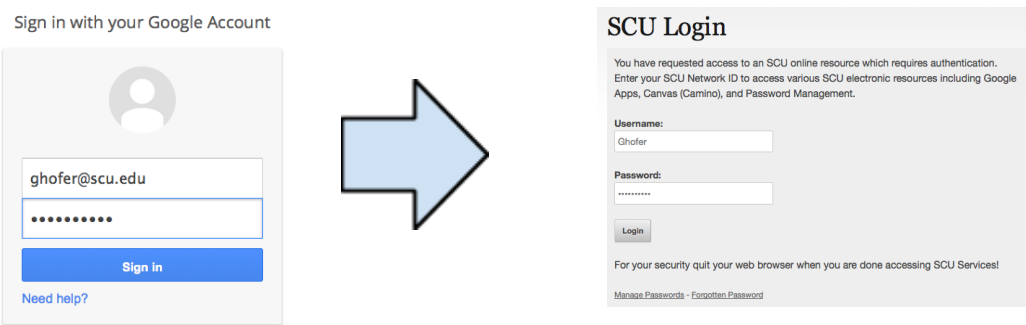 Sign in with your Google Account
ghofer@scu.edu
••••••••••
Sign in
Need help?
SCU Login
You have requested access to an SCU online resource which requires authentication.
Enter your SCU Network ID to access various SCU electronic resources including Google
Apps, Canvas (Camino), and Password Management.
Username:
Ghofer
Password:
••••••••••
Login
For your security quit your web browser when you are done accessing SCU Services!
Manage Passwords - Forgotten Password